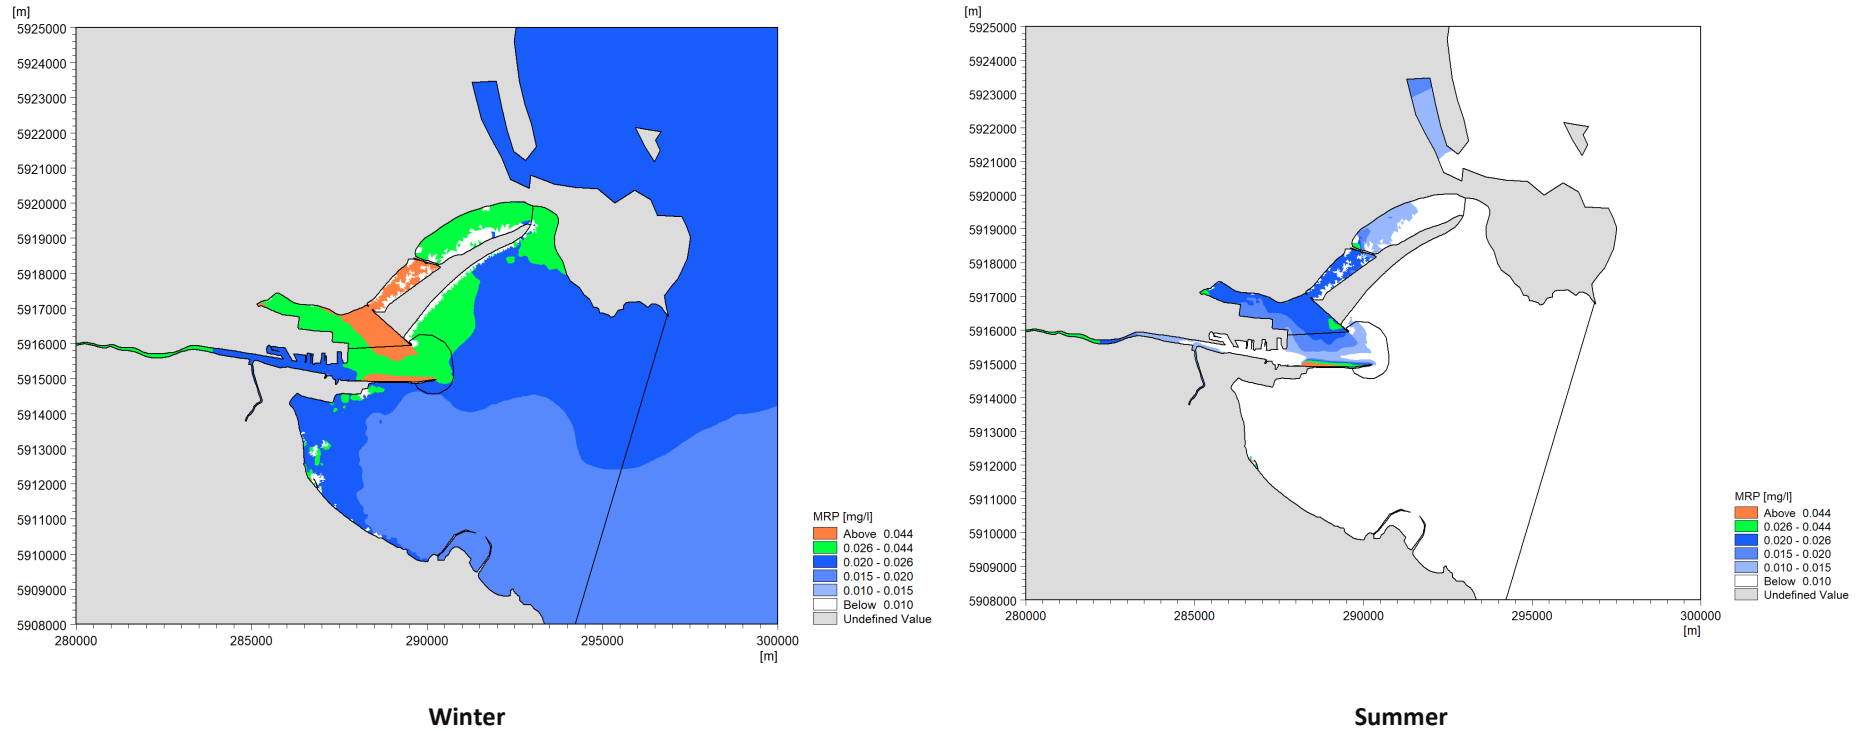 [m]
5925000
5924000
5923000
5922000
5921000
5920000
5919000
5918000
5917000
5916000
5915000
5914000
5913000
5912000
5911000
5910000
5909000
5908000
280000 285000 290000 295000 300000
[m]
MRP [mg/l]
Above 0.044
0.026 - 0.044
0.020 - 0.026
0.015 - 0.020
0.010 - 0.015
Below 0.010
Undefined Value
Winter
[m]
5925000
5924000
5923000
5922000
5921000
5920000
5919000
5918000
5917000
5916000
5915000
5914000
5913000
5912000
5911000
5910000
5909000
5908000
280000 285000 290000 295000 300000
[m]
MRP [mg/l]
Above 0.044
0.026 - 0.044
0.020 - 0.026
0.015 - 0.020
0.010 - 0.015
Below 0.010
Undefined Value
Summer